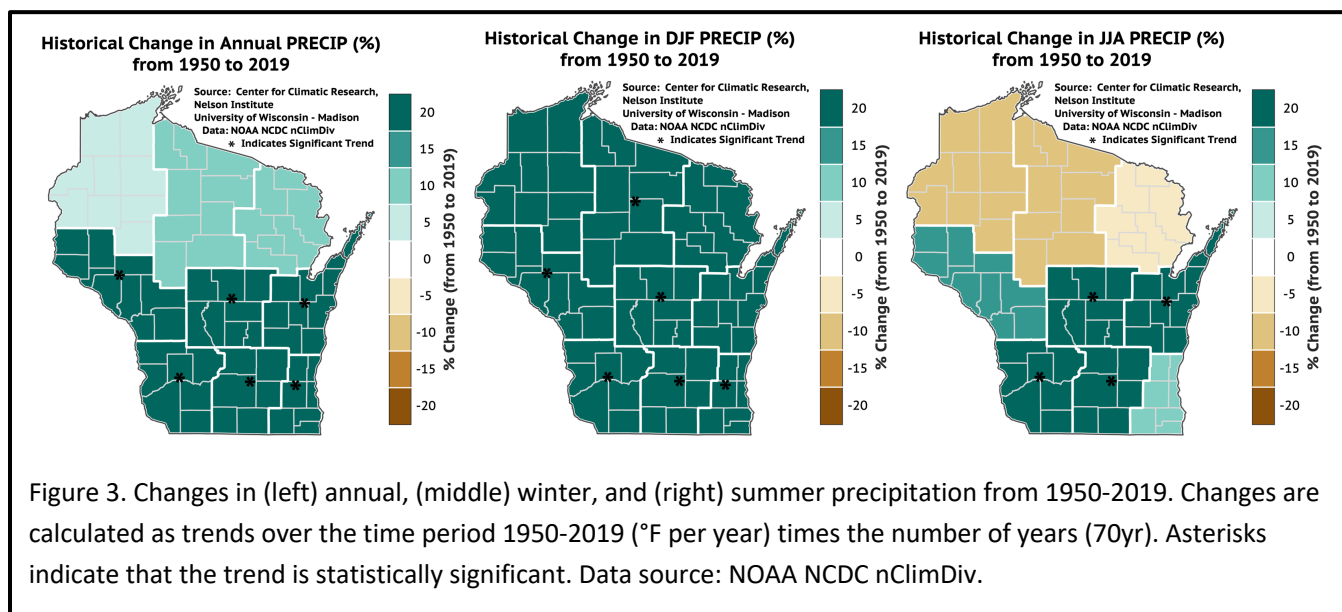 Historical Change in Annual PRECIP (%)
from 1950 to 2019
Source: Center for Climatic Research,
Nelson Institute
University of Wisconsin - Madison
Data: NOAA NCDC nClimDiv
* Indicates Significant Trend
20
15
10
5
0
-5
-10
-15
-20
% Change (from 1950 to 2019)
Historical Change in DJF PRECIP (%)
from 1950 to 2019
Source: Center for Climatic Research,
Nelson Institute
University of Wisconsin - Madison
Data: NOAA NCDC nClimDiv
* Indicates Significant Trend
20
15
10
5
0
-5
-10
-15
-20
% Change (from 1950 to 2019)
Historical Change in JJA PRECIP (%)
from 1950 to 2019
Source: Center for Climatic Research,
Nelson Institute
University of Wisconsin - Madison
Data: NOAA NCDC nClimDiv
* Indicates Significant Trend
20
15
10
5
0
-5
-10
-15
-20
% Change (from 1950 to 2019)
Figure 3. Changes in (left) annual, (middle) winter, and (right) summer precipitation from 1950-2019. Changes are
calculated as trends over the time period 1950-2019 (°F per year) times the number of years (70yr). Asterisks
indicate that the trend is statistically significant. Data source: NOAA NCDC nClimDiv.